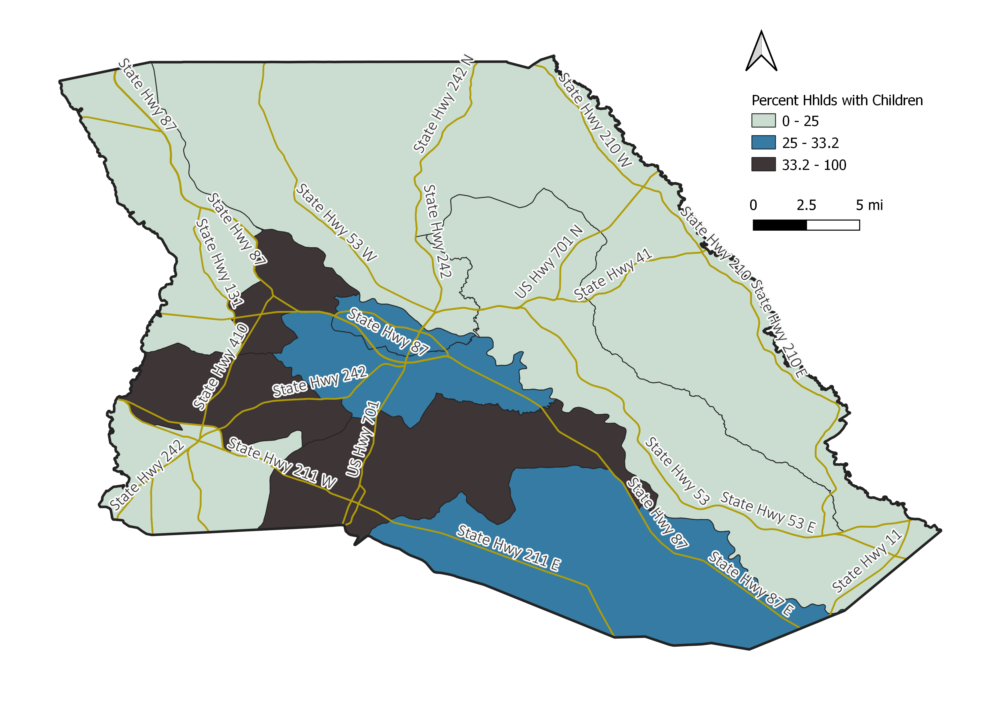 State Hwy 87
State Hwy 242 N
State Hwy 210 W
Percent Hhlds with Children
0 - 25
25 - 33.2
33.2 - 100
0 2.5 5 mi
State Hwy 53 W
State Hwy 242
State Hwy 87
State Hwy 131
US Hwy 701 N
State Hwy 41
State Hwy 210
State Hwy 210 E
State Hwy 87
State Hwy 410
State Hwy 242
US Hwy 701
State Hwy 242
State Hwy 211 W
State Hwy 53
State Hwy 53 E
State Hwy 87
State Hwy 211 E
State Hwy 11
State Hwy 87 E